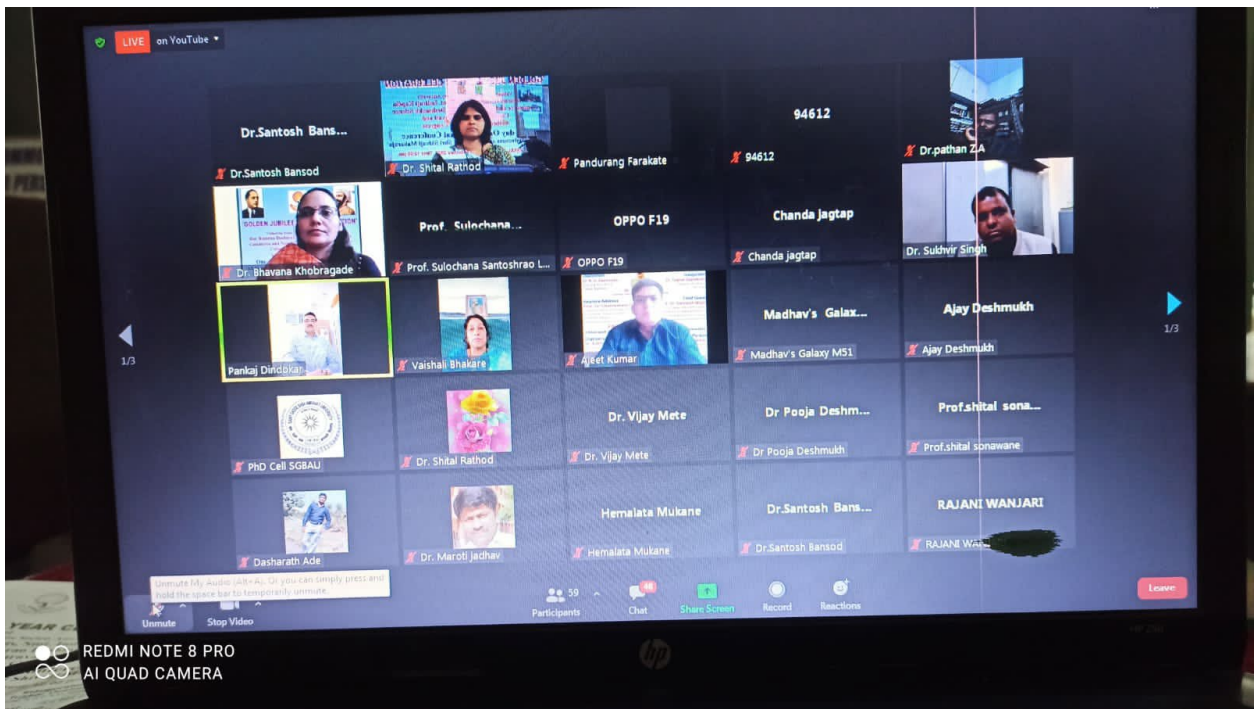 LIVE on YouTube
Dr.Santosh Bans...
Dr.Santosh Bansod
Dr. Shital Rathod
Pandurang Farakate
94612
94612
Dr.pathan Z.A
GOLDEN JUBILEE
Dr. Bhavana Khobragade
Prof. Sulochana...
Prof. Sulochana Santoshrao L...
OPPO F19
OPPO F19
Chanda jagtap
Chanda jagtap
Dr. Sukhvir Singh
Pankaj Dindokar
Vaishali Bhakare
Ajeet Kumar
Madhav's Galax...
Madhav's Galaxy M51
Ajay Deshmukh
Ajay Deshmukh
1/3
1/3
PhD Cell SGBAU
Dr. Shital Rathod
Dr. Vijay Mete
Dr. Vijay Mete
Dr Pooja Deshm...
Dr Pooja Deshmukh
Prof.shital sona...
Prof.shital sonawane
Dasharath Ade
Dr. Maroti jadhav
Hemalata Mukane
Hemalata Mukane
Dr.Santosh Bans...
Dr.Santosh Bansod
RAJANI WANJARI
RAJANI
Unmute My Audio (Alt+A). Or you can simply press and
hold the space bar to temporarily unmute.
Unmute
Stop Video
59
Participants
Chat
Share Screen
Record
Reactions
Leave
hp
YEAR
REDMI NOTE 8 PRO
AI QUAD CAMERA